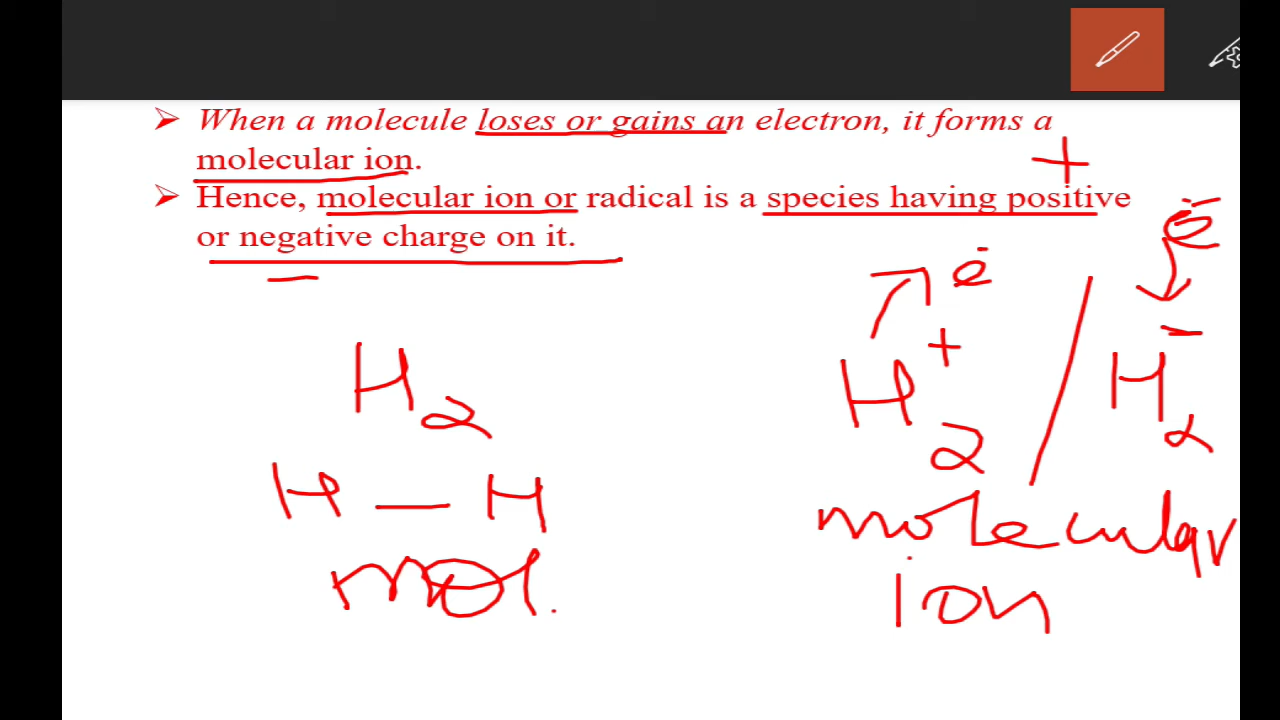 ➢ When a molecule loses or gains an electron, it forms a
molecular ion.
+
➢ Hence, molecular ion or radical is a species having positive
or negative charge on it.
—
ē
ē
H₂
H₂⁺ / H₂⁻
H — H
mol.
molecular
ion